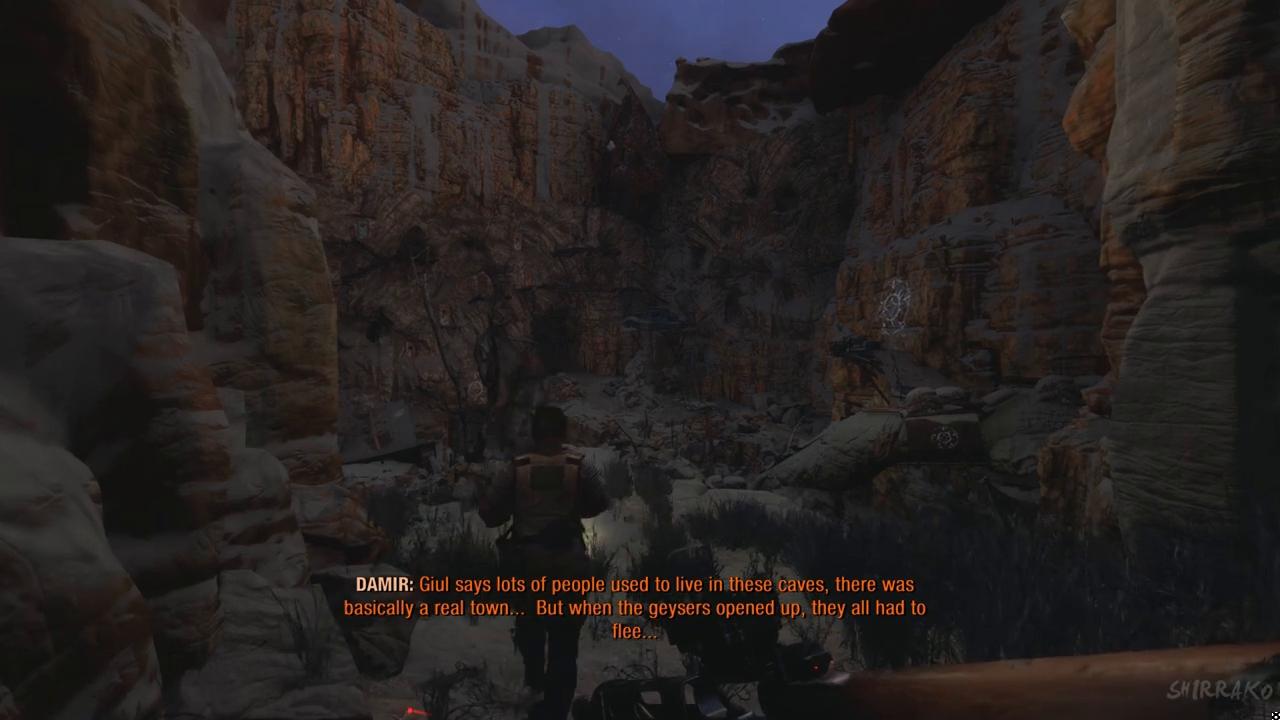 DAMIR: Giul says lots of people used to live in these caves, there was
basically a real town... But when the geysers opened up, they all had to
flee...
SHIRRAKO